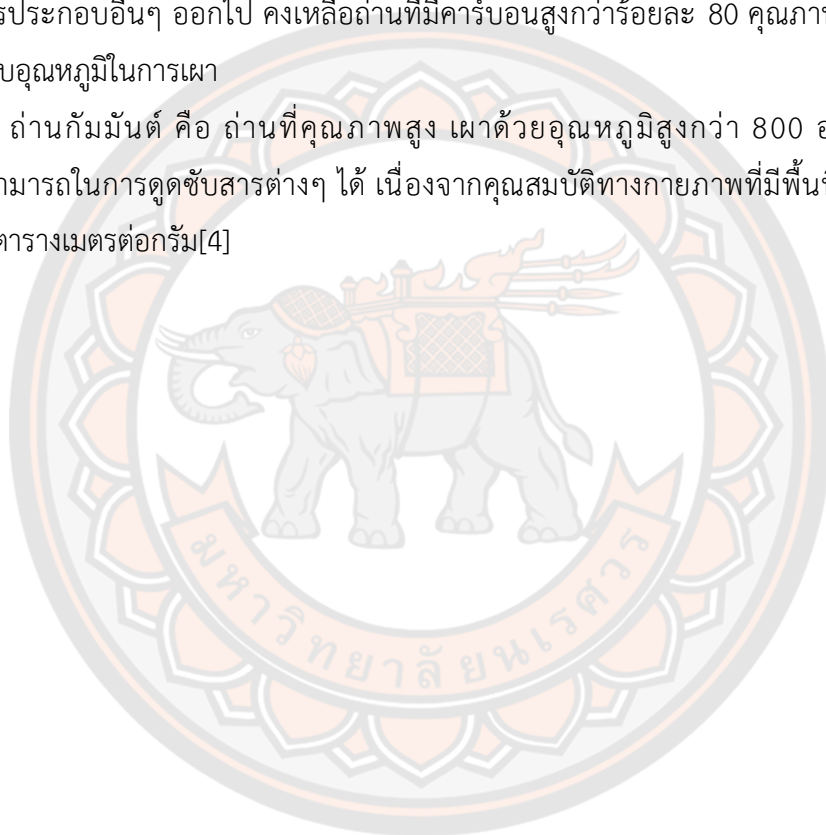 รประกอบอื่นๆ ออกไป คงเหลือถ่านที่มีคาร์บอนสูงกว่าร้อยละ 80 คุณภาพ
บอุณหภูมิในการเผา
ถ่านกัมมันต์ คือ ถ่านที่คุณภาพสูง เผาด้วยอุณหภูมิสูงกว่า 800 อ
ามารถในการดูดซับสารต่างๆ ได้ เนื่องจากคุณสมบัติทางกายภาพที่มีพื้นที่
ตารางเมตรต่อกรัม[4]
มหาวิทยาลัยนเรศวร